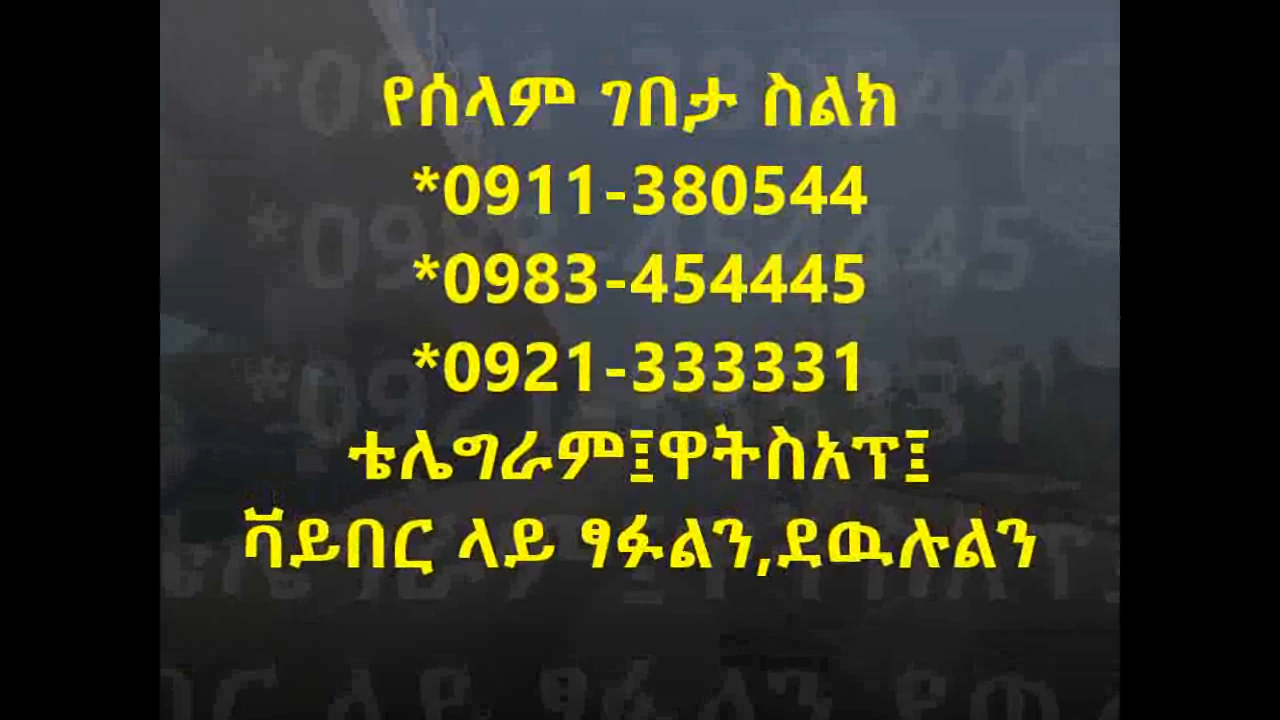 የሰላም ገበታ ስልክ
*0911-380544
*0983-454445
*0921-333331
ቴሌግራም፤ዋትስአፕ፤
ቫይበር ላይ ፃፉልን,ደዉሉልን